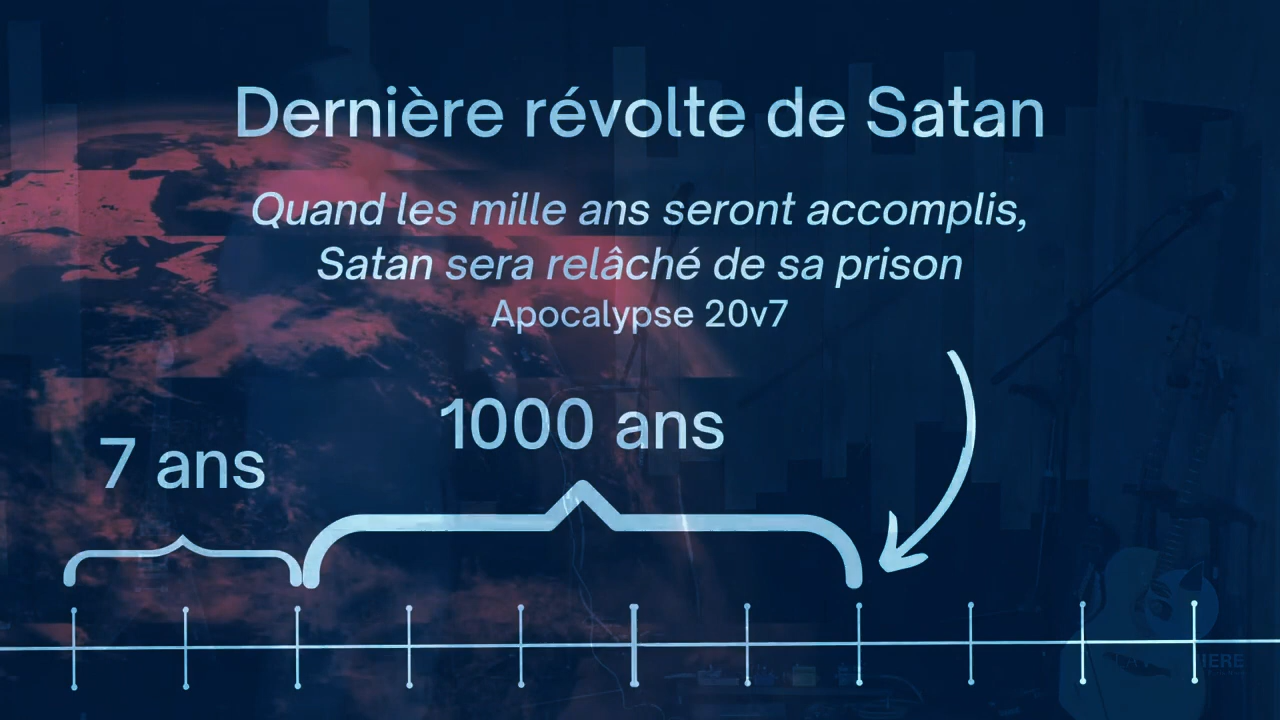 Dernière révolte de Satan
Quand les mille ans seront accomplis,
Satan sera relâché de sa prison
Apocalypse 20v7
1000 ans
7 ans